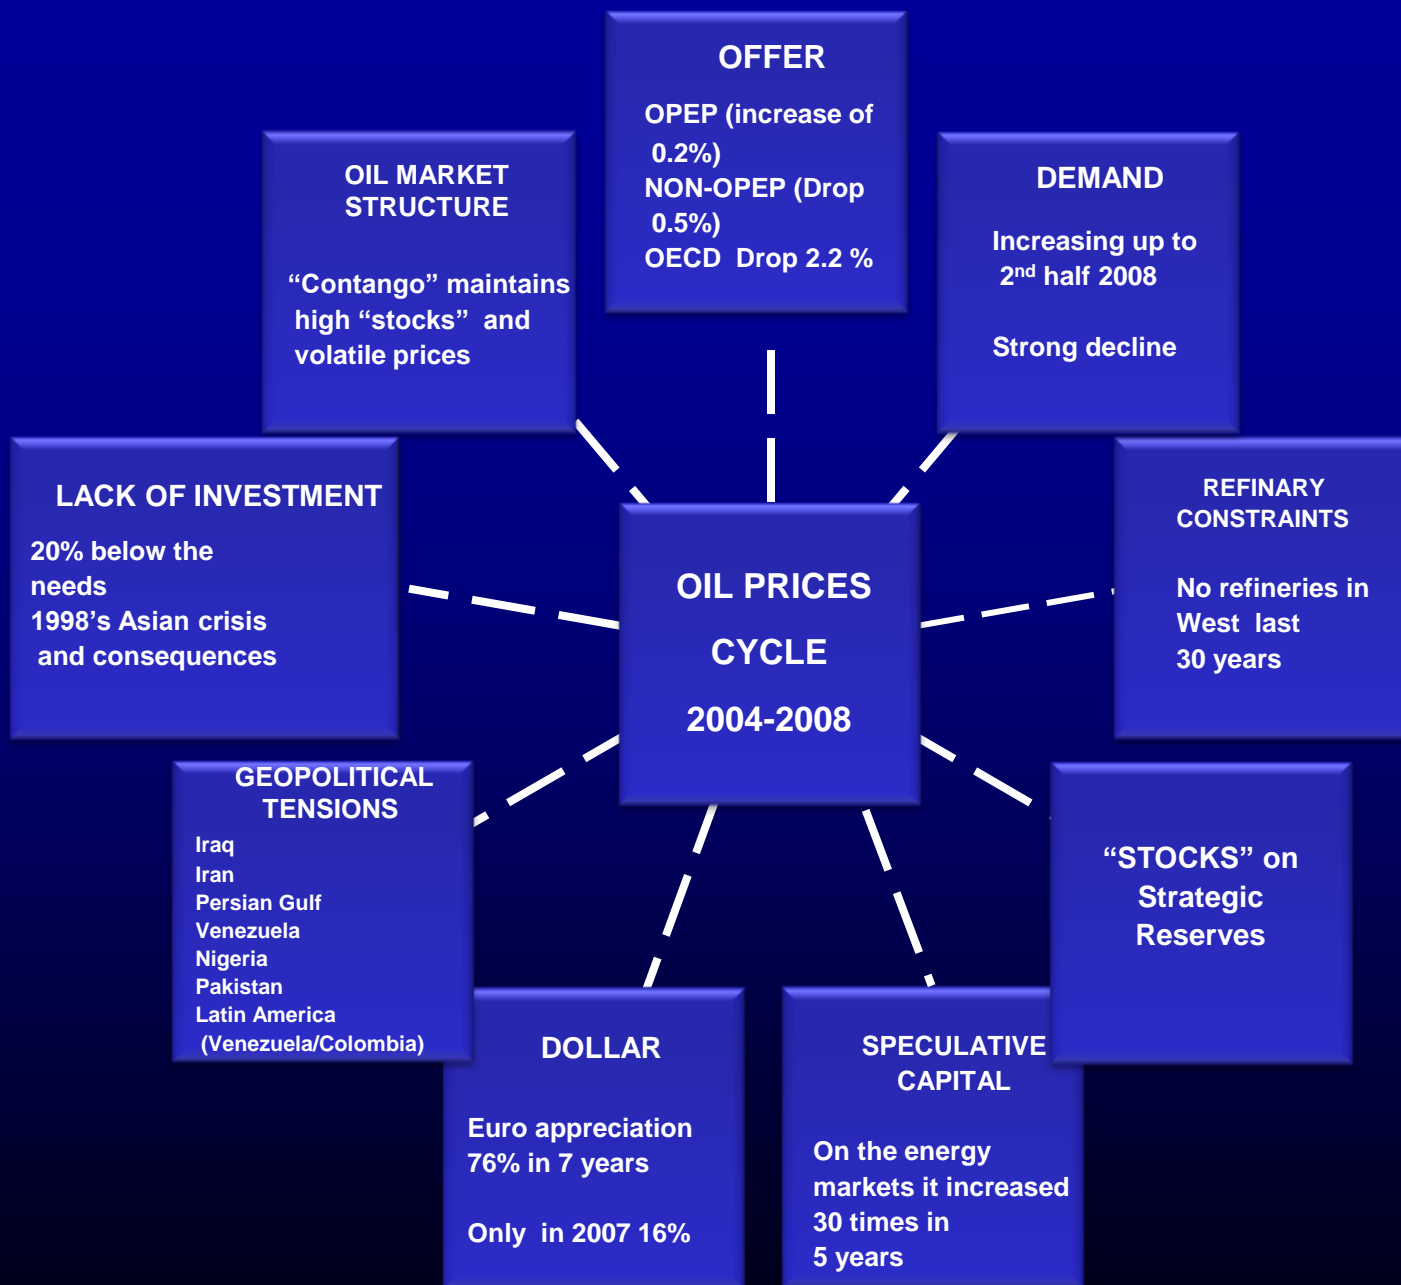 OFFER
OPEP (increase of
0.2%)
NON-OPEP (Drop
0.5%)
OECD Drop 2.2 %
OIL MARKET
STRUCTURE
“Contango” maintains
high “stocks” and
volatile prices
DEMAND
Increasing up to
2nd half 2008
Strong decline
LACK OF INVESTMENT
20% below the
needs
1998’s Asian crisis
and consequences
OIL PRICES
CYCLE
2004-2008
REFINARY
CONSTRAINTS
No refineries in
West last
30 years
GEOPOLITICAL
TENSIONS
Iraq
Iran
Persian Gulf
Venezuela
Nigeria
Pakistan
Latin America
(Venezuela/Colombia)
“STOCKS” on
Strategic
Reserves
DOLLAR
Euro appreciation
76% in 7 years
Only in 2007 16%
SPECULATIVE
CAPITAL
On the energy
markets it increased
30 times in
5 years